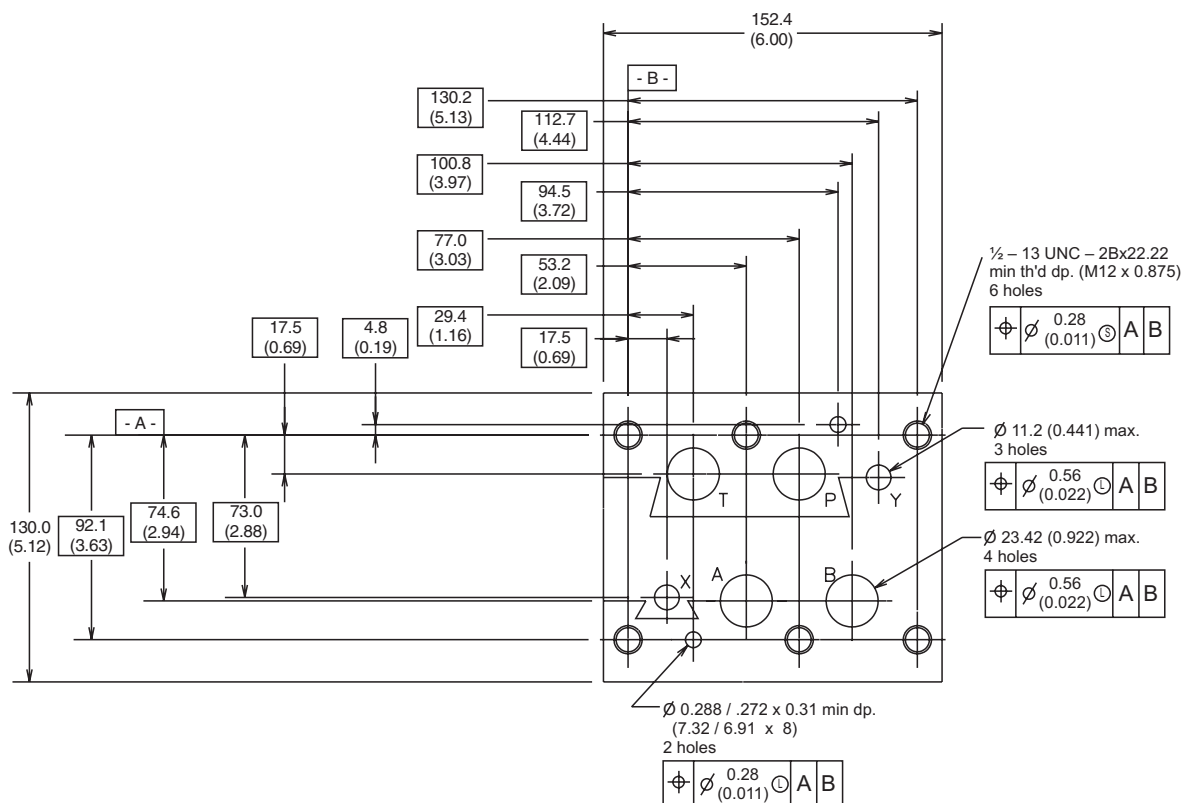 152.4
(6.00)
- B -
130.2
(5.13)
112.7
(4.44)
100.8
(3.97)
94.5
(3.72)
77.0
(3.03)
53.2
(2.09)
29.4
(1.16)
17.5
(0.69)
4.8
(0.19)
17.5
(0.69)
½ – 13 UNC – 2Bx22.22
min th'd dp. (M12 x 0.875)
6 holes
⌖ Ø 0.28 Ⓢ A B
(0.011)
- A -
Ø 11.2 (0.441) max.
3 holes
⌖ Ø 0.56 Ⓛ A B
(0.022)
T P Y
130.0
(5.12)
92.1
(3.63)
74.6
(2.94)
73.0
(2.88)
Ø 23.42 (0.922) max.
4 holes
⌖ Ø 0.56 Ⓛ A B
(0.022)
X A B
Ø 0.288 / .272 x 0.31 min dp.
(7.32 / 6.91 x 8)
2 holes
⌖ Ø 0.28 Ⓛ A B
(0.011)